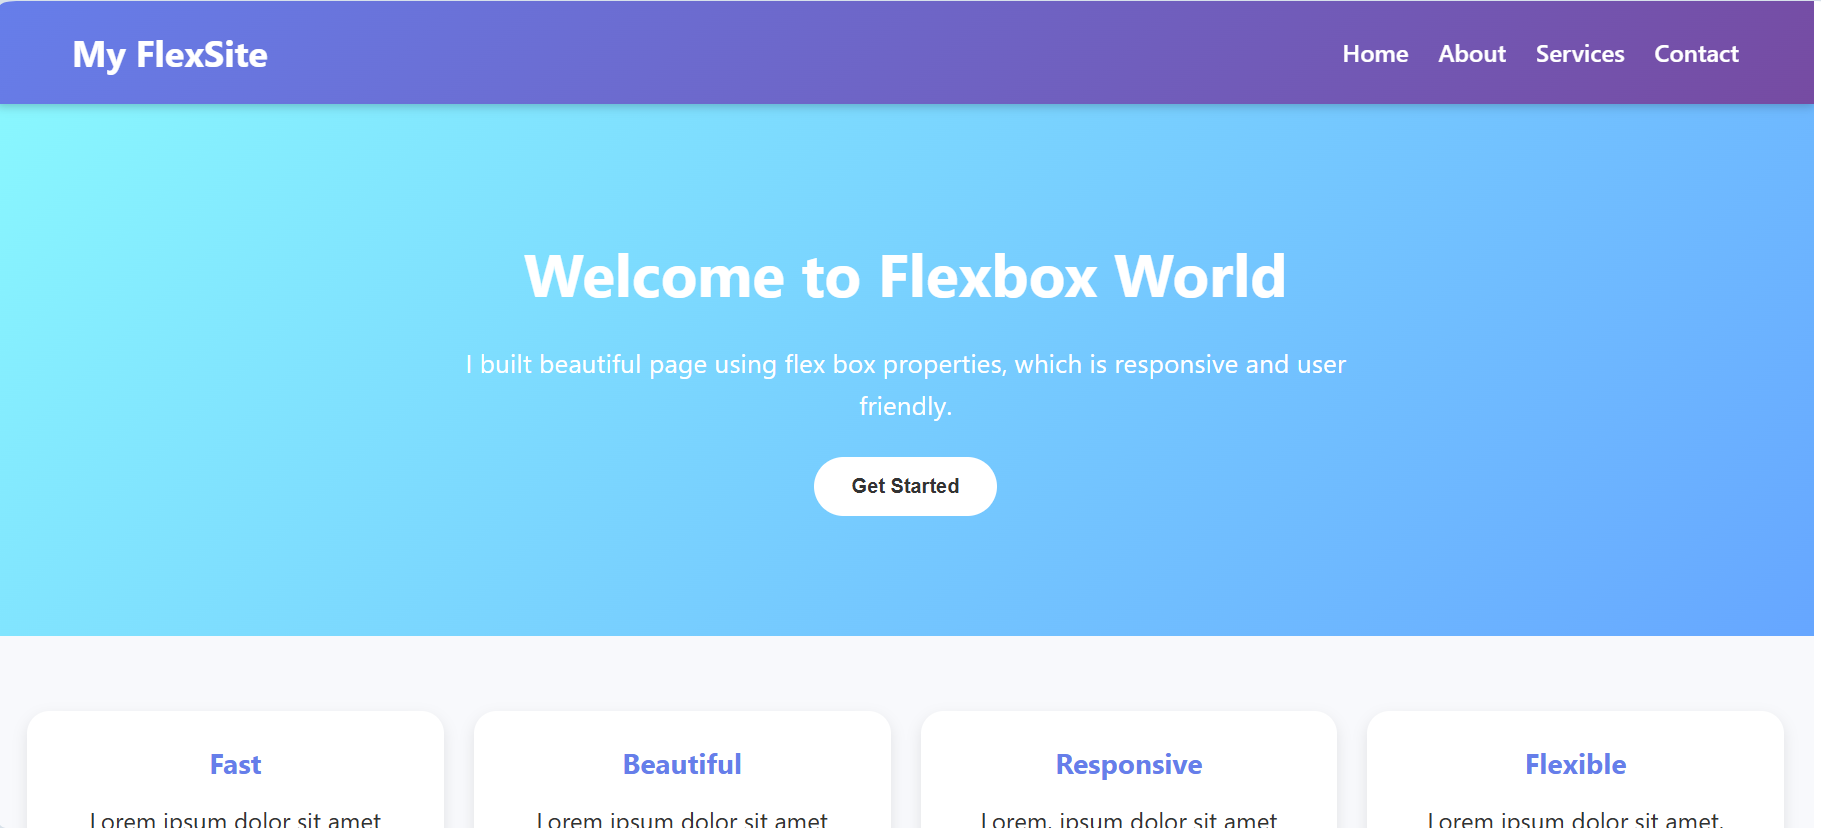 My FlexSite
Home About Services Contact
Welcome to Flexbox World
I built beautiful page using flex box properties, which is responsive and user
friendly.
Get Started
Fast Beautiful Responsive Flexible
Lorem ipsum dolor sit amet Lorem ipsum dolor sit amet Lorem, ipsum dolor sit amet Lorem ipsum dolor sit amet,